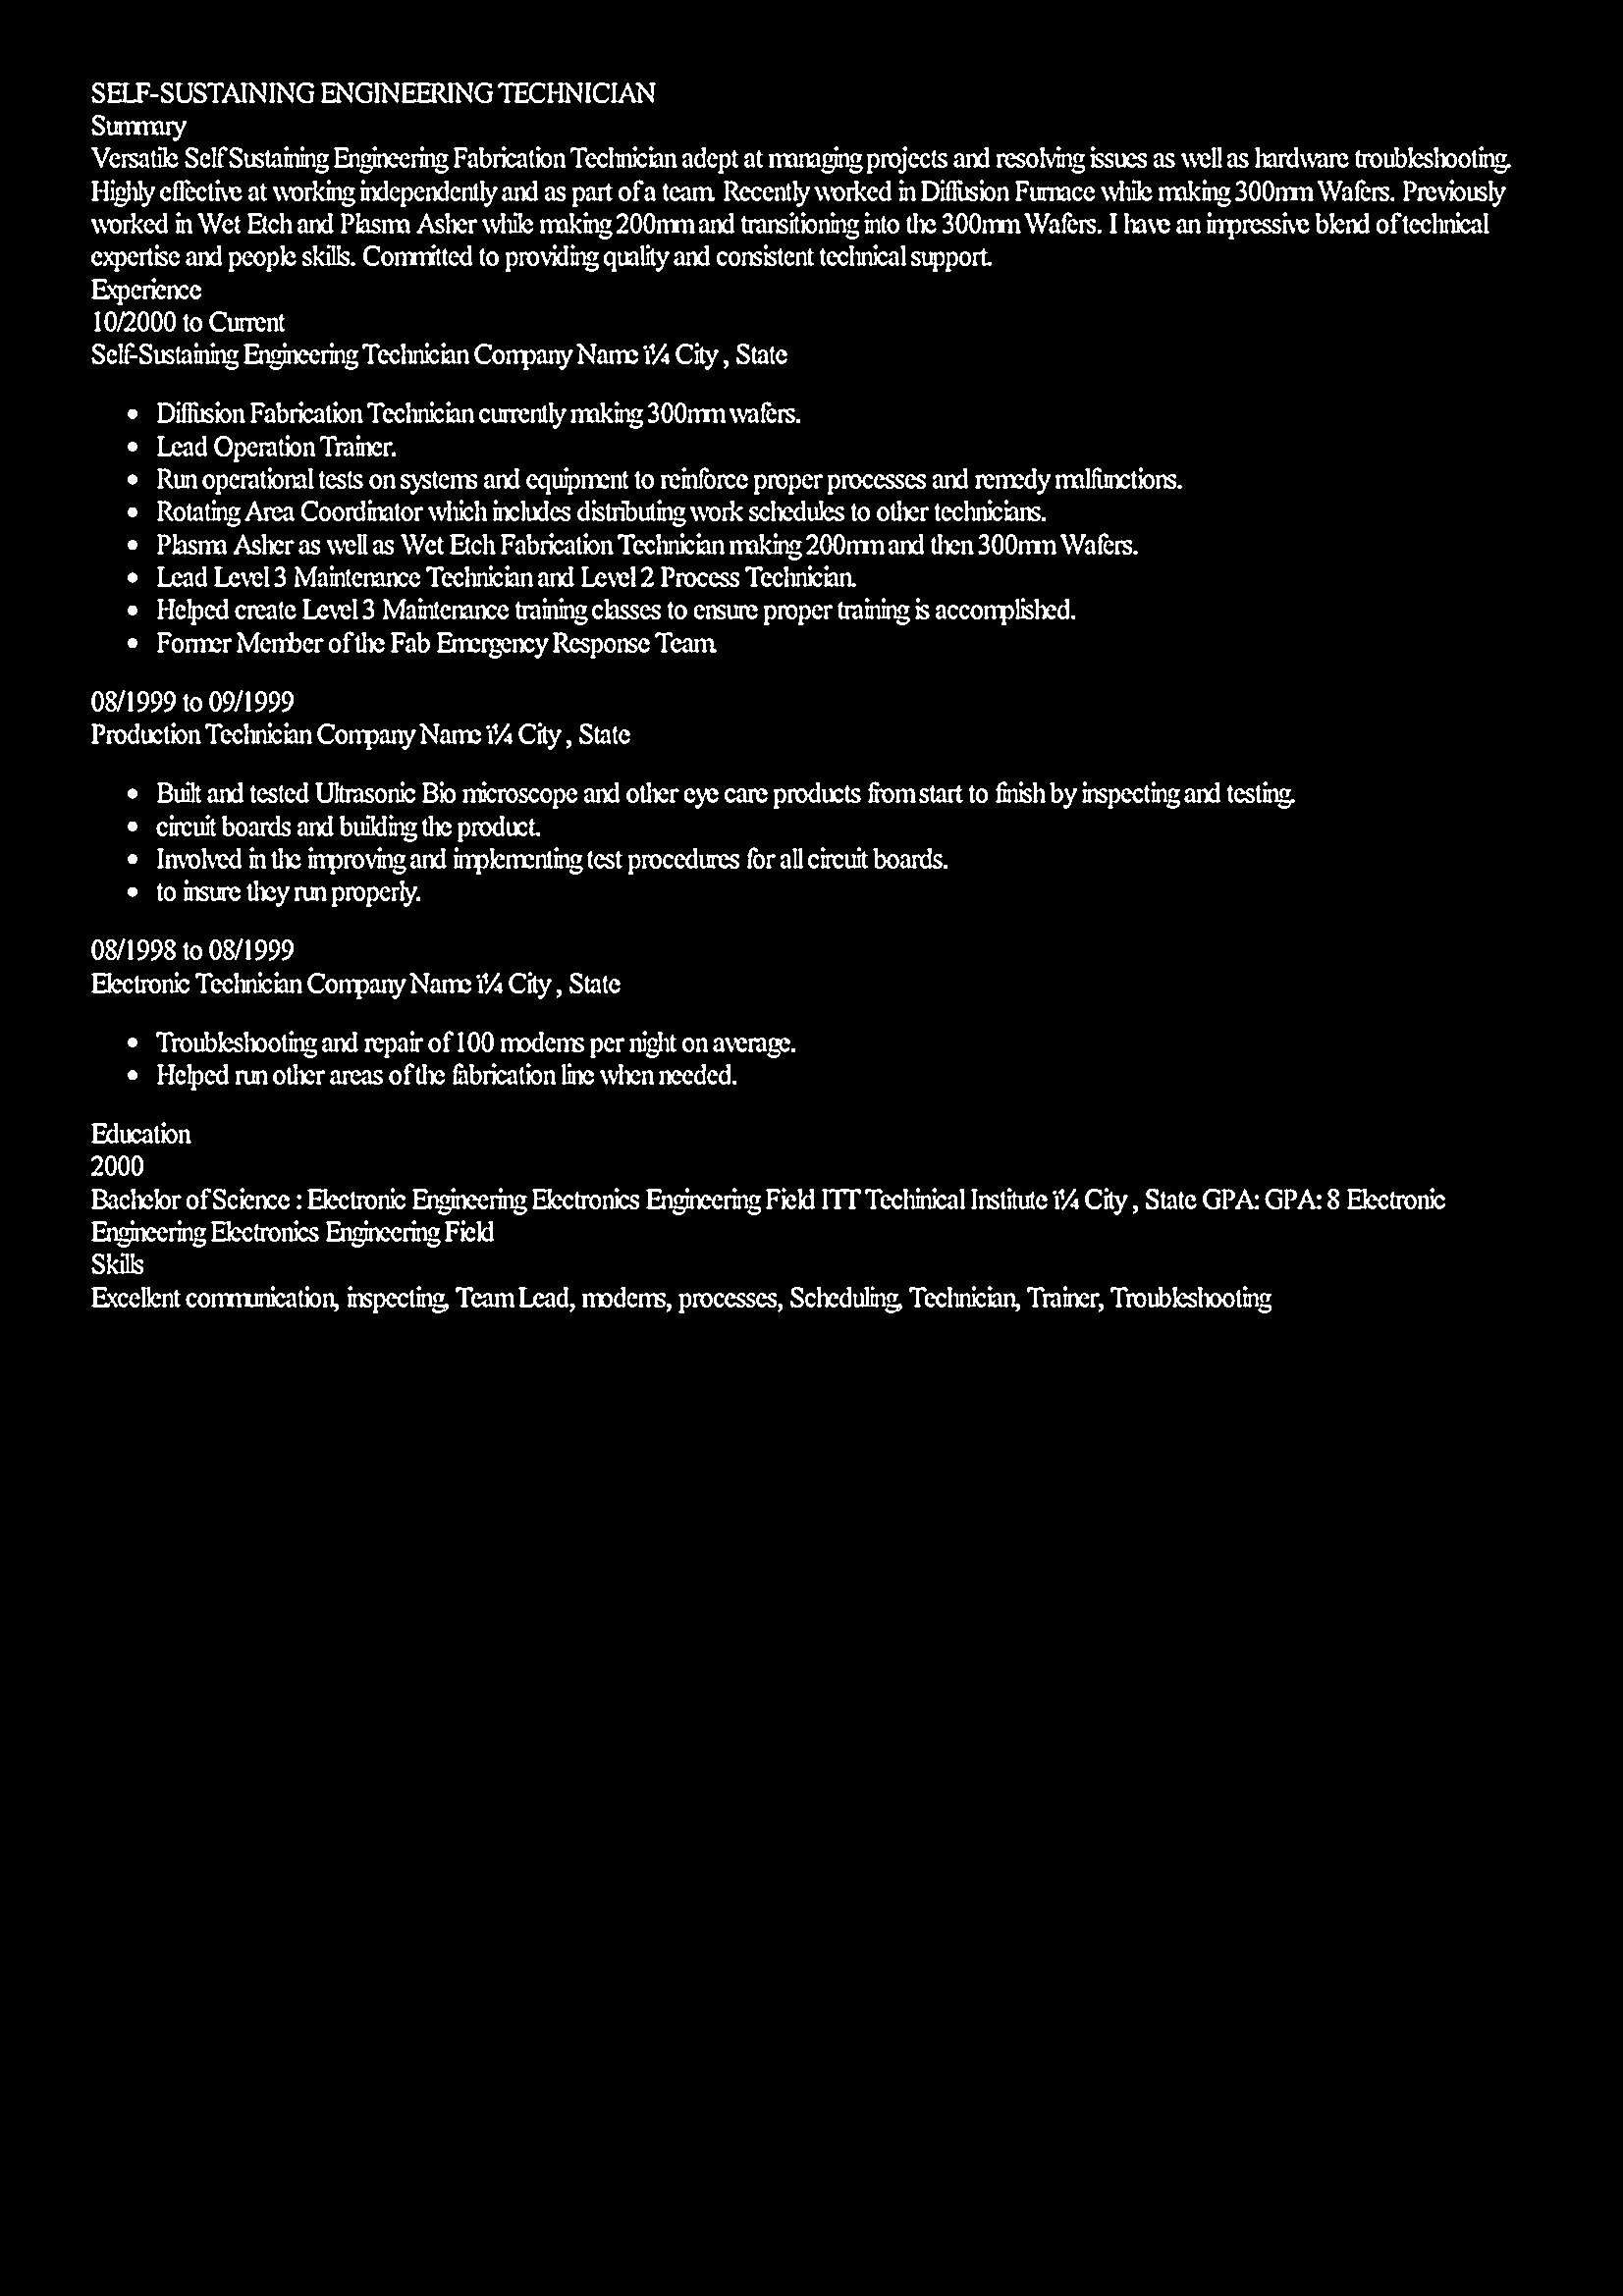 SELF-SUSTAINING ENGINEERING TECHNICIAN
Summary
Versatile Self Sustaining Engineering Fabrication Technician adept at managing projects and resolving issues as well as hardware troubleshooting.
Highly effective at working independently and as part of a team. Recently worked in Diffusion Furnace while making 300mm Wafers. Previously
worked in Wet Etch and Plasma Asher while making 200mm and transitioning into the 300mm Wafers. I have an impressive blend of technical
expertise and people skills. Committed to providing quality and consistent technical support.
Experience
10/2000 to Current
Self-Sustaining Engineering Technician Company Name ï¼ City , State
• Diffusion Fabrication Technician currently making 300mm wafers.
• Lead Operation Trainer.
• Run operational tests on systems and equipment to reinforce proper processes and remedy malfunctions.
• Rotating Area Coordinator which includes distributing work schedules to other technicians.
• Plasma Asher as well as Wet Etch Fabrication Technician making 200mm and then 300mm Wafers.
• Lead Level 3 Maintenance Technician and Level 2 Process Technician.
• Helped create Level 3 Maintenance training classes to ensure proper training is accomplished.
• Former Member of the Fab Emergency Response Team.
08/1999 to 09/1999
Production Technician Company Name ï¼ City , State
• Built and tested Ultrasonic Bio microscope and other eye care products from start to finish by inspecting and testing.
• circuit boards and building the product.
• Involved in the improving and implementing test procedures for all circuit boards.
• to insure they run properly.
08/1998 to 08/1999
Electronic Technician Company Name ï¼ City , State
• Troubleshooting and repair of 100 modems per night on average.
• Helped run other areas of the fabrication line when needed.
Education
2000
Bachelor of Science : Electronic Engineering Electronics Engineering Field ITT Techinical Institute ï¼ City , State GPA: GPA: 8 Electronic
Engineering Electronics Engineering Field
Skills
Excellent communication, inspecting, Team Lead, modems, processes, Scheduling, Technician, Trainer, Troubleshooting